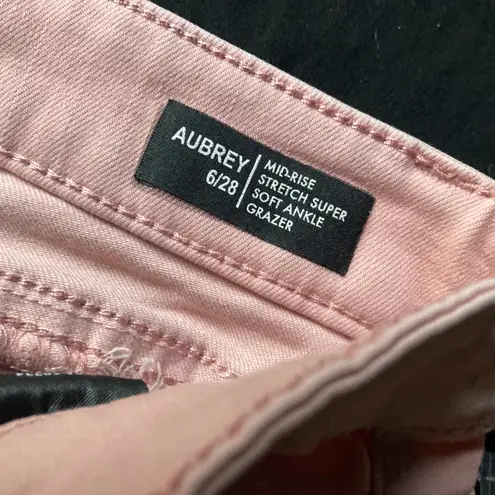 AUBREY
6/28
MID-RISE
STRETCH SUPER
SOFT ANKLE
GRAZER